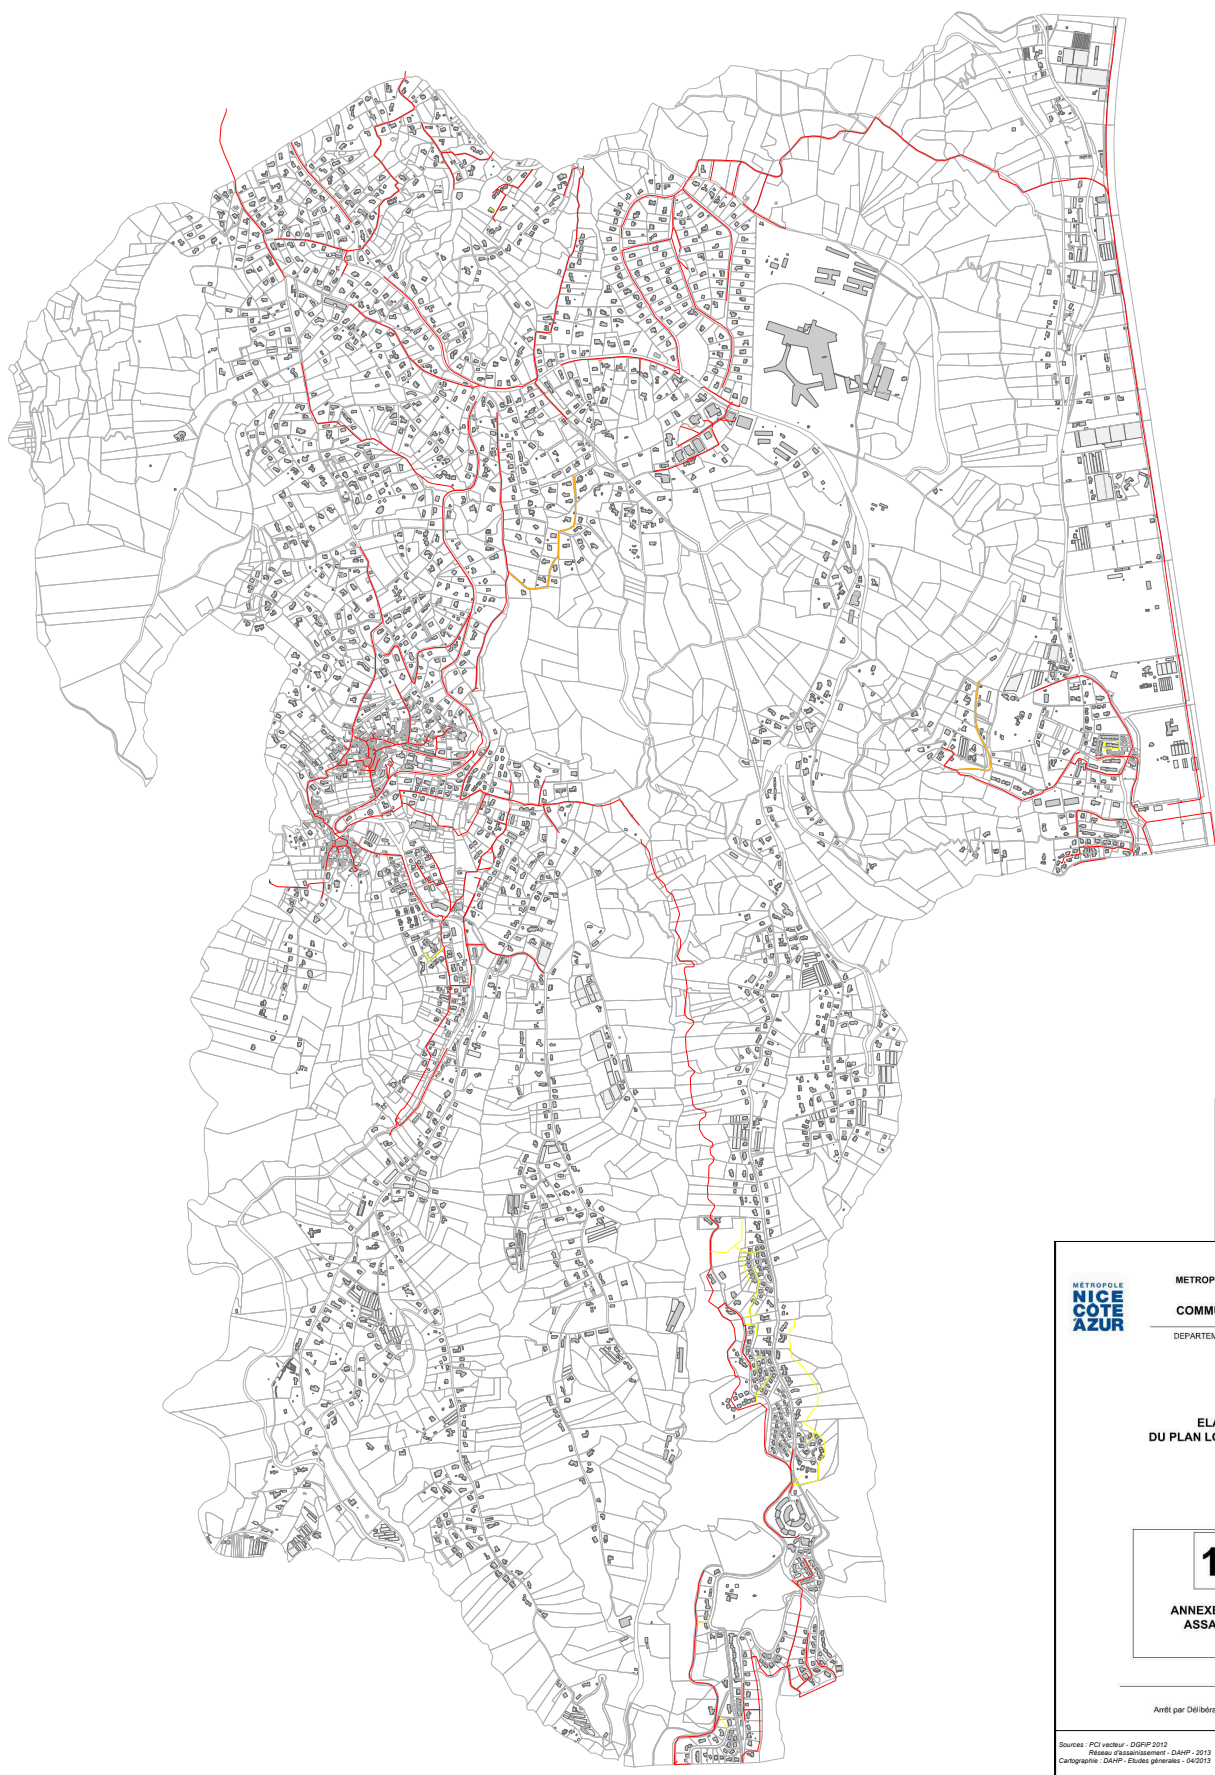 MÉTROPOLE
NICE
CÔTE
AZUR
METROP
COMMU
DEPARTEM
ELA
DU PLAN LO
1
ANNEXE
ASSA
Arrêt par Délibéra
Sources : PCI vecteur - DGFiP 2012
Réseau d'assainissement - DAHP - 2013
Cartographie : DAHP - Etudes génerales - 04/2013